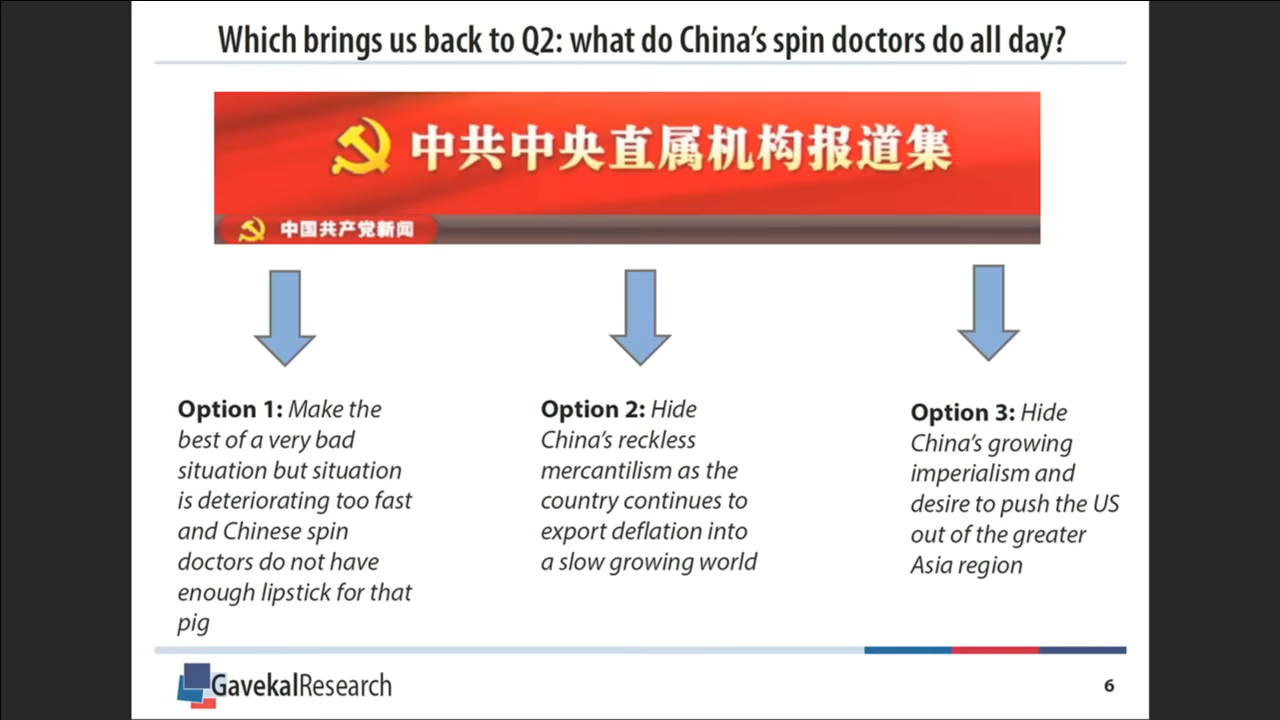 Which brings us back to Q2: what do China's spin doctors do all day?
中共中央直属机构报道集
中国共产党新闻
Option 1: Make the
best of a very bad
situation but situation
is deteriorating too fast
and Chinese spin
doctors do not have
enough lipstick for that
pig
Option 2: Hide
China's reckless
mercantilism as the
country continues to
export deflation into
a slow growing world
Option 3: Hide
China's growing
imperialism and
desire to push the US
out of the greater
Asia region
GavekalResearch
6